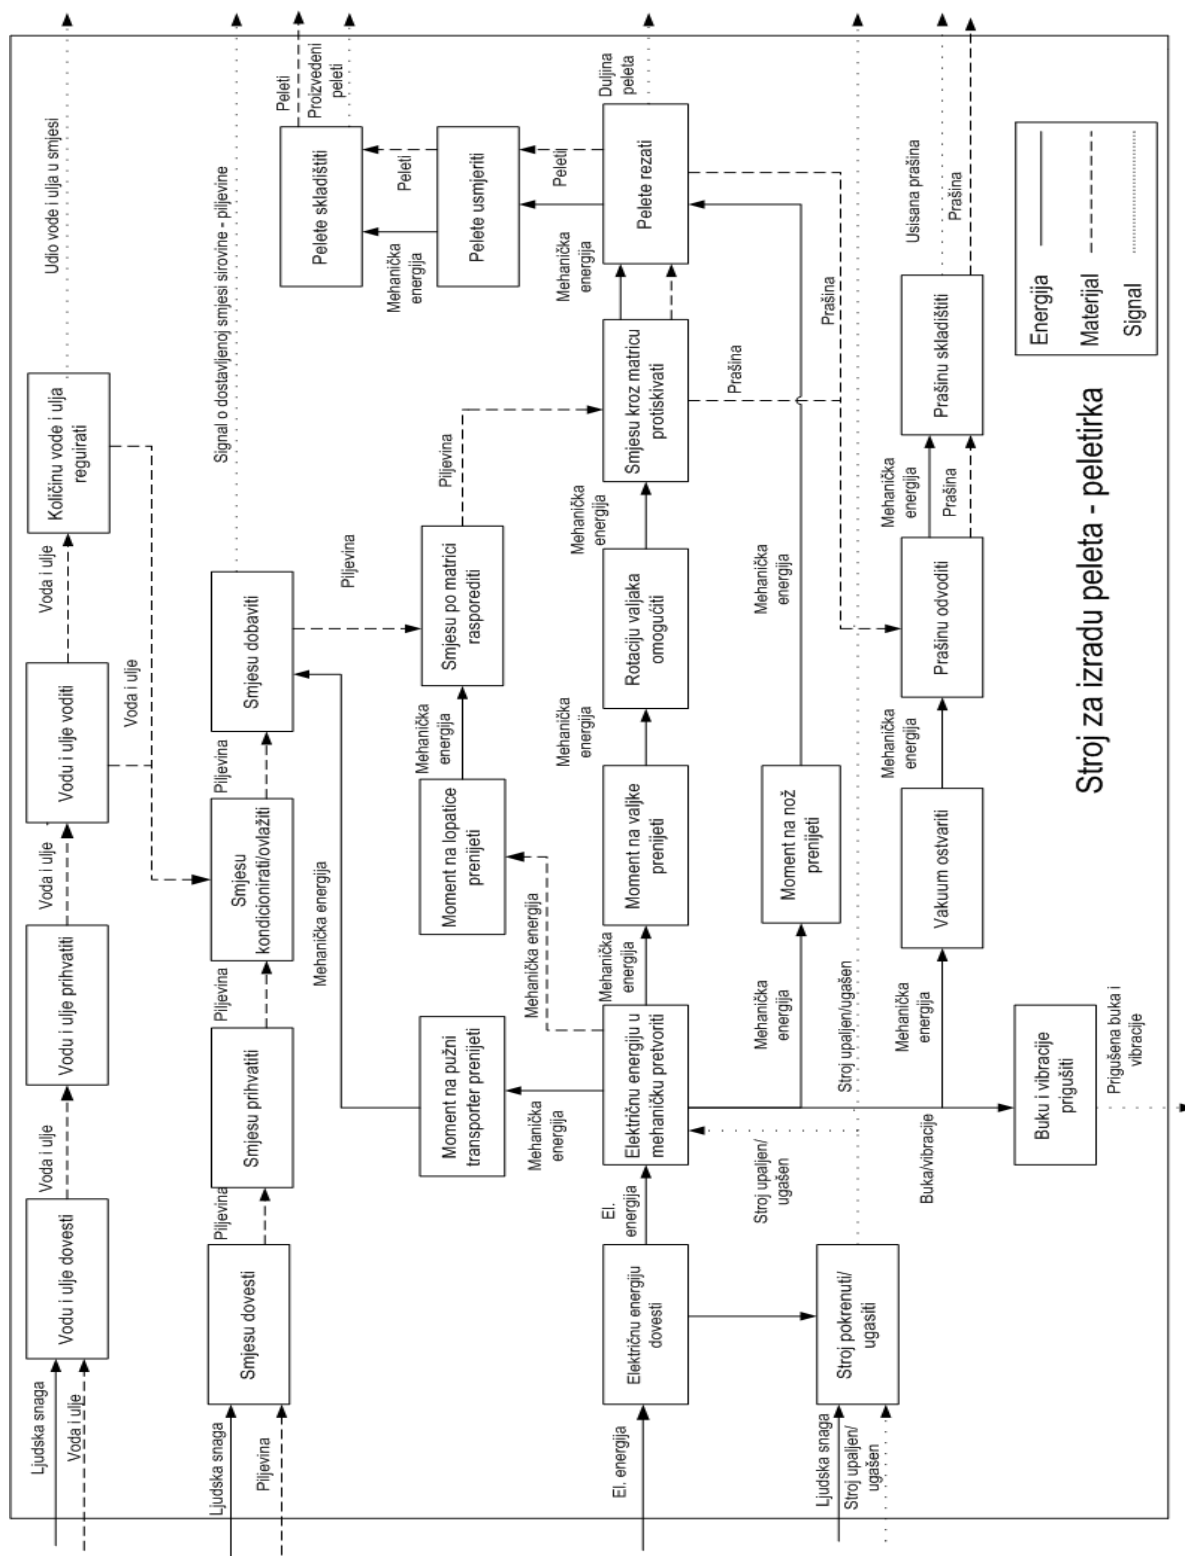 Ljudska snaga
Voda i ulje
Vodu i ulje dovesti
Voda i ulje
Vodu i ulje prihvatiti
Voda i ulje
Vodu i ulje voditi
Voda i ulje
Voda i ulje
Količinu vode i ulja
reguirati
Udio vode i ulja u smjesi
Ljudska snaga
Piljevina
Smjesu dovesti
Piljevina
Smjesu prihvatiti
Piljevina
Smjesu
kondicionirati/ovlažiti
Piljevina
Smjesu dobaviti
Signal o dostavljenoj smjesi sirovine - piljevine
Mehanička energija
Piljevina
Moment na pužni
transporter prenijeti
Mehanička
energija
Mehanička energija
Moment na lopatice
prenijeti
Mehanička
energija
Smjesu po matrici
rasporediti
Piljevina
Pelete skladištiti
Peleti
Proizvedeni
peleti
Mehanička
energija
Peleti
Pelete usmjeriti
Mehanička
energija
Peleti
El. energija
Električnu energiju
dovesti
El.
energija
Električnu energiju u
mehaničku pretvoriti
Mehanička
energija
Moment na valjke
prenijeti
Mehanička
energija
Rotaciju valjaka
omogućiti
Mehanička
energija
Smjesu kroz matricu
protiskivati
Pelete rezati
Duljina
peleta
Prašina
Prašina
Stroj upaljen/
ugašen
Mehanička
energija
Moment na nož
prenijeti
Mehanička
energija
Ljudska snaga
Stroj upaljen/
ugašen
Stroj pokrenuti/
ugasiti
Stroj upaljen/ugašen
Buka/vibracije
Mehanička
energija
Vakuum ostvariti
Mehanička
energija
Prašinu odvoditi
Mehanička
energija
Prašina
Prašinu skladištiti
Usisana prašina
Prašina
Buku i vibracije
prigušiti
Prigušena buka i
vibracije
Stroj za izradu peleta - peletirka
Energija
Materijal
Signal